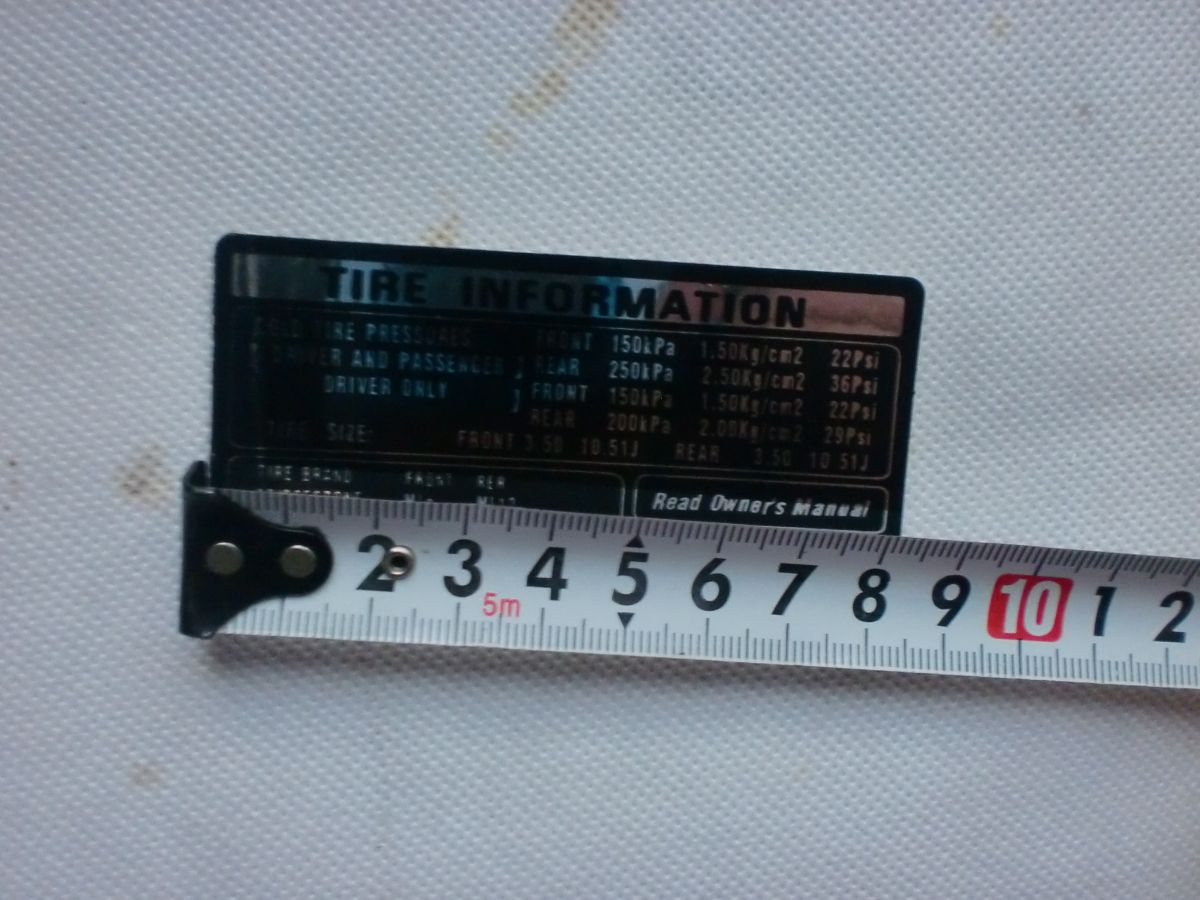 TIRE INFORMATION
COLD TIRE PRESSURES: FRONT 150kPa 1.50Kg/cm2 22Psi
[ DRIVER AND PASSENGER ] REAR 250kPa 2.50Kg/cm2 36Psi
DRIVER ONLY ] FRONT 150kPa 1.50Kg/cm2 22Psi
REAR 200kPa 2.00Kg/cm2 29Psi
TIRE SIZE: FRONT 3.50 10.51J REAR 3.50 10 51J
TIRE BRAND FRONT RER
Read Owner's Manual
2 3 4 5 6 7 8 9 10 1 2
5m